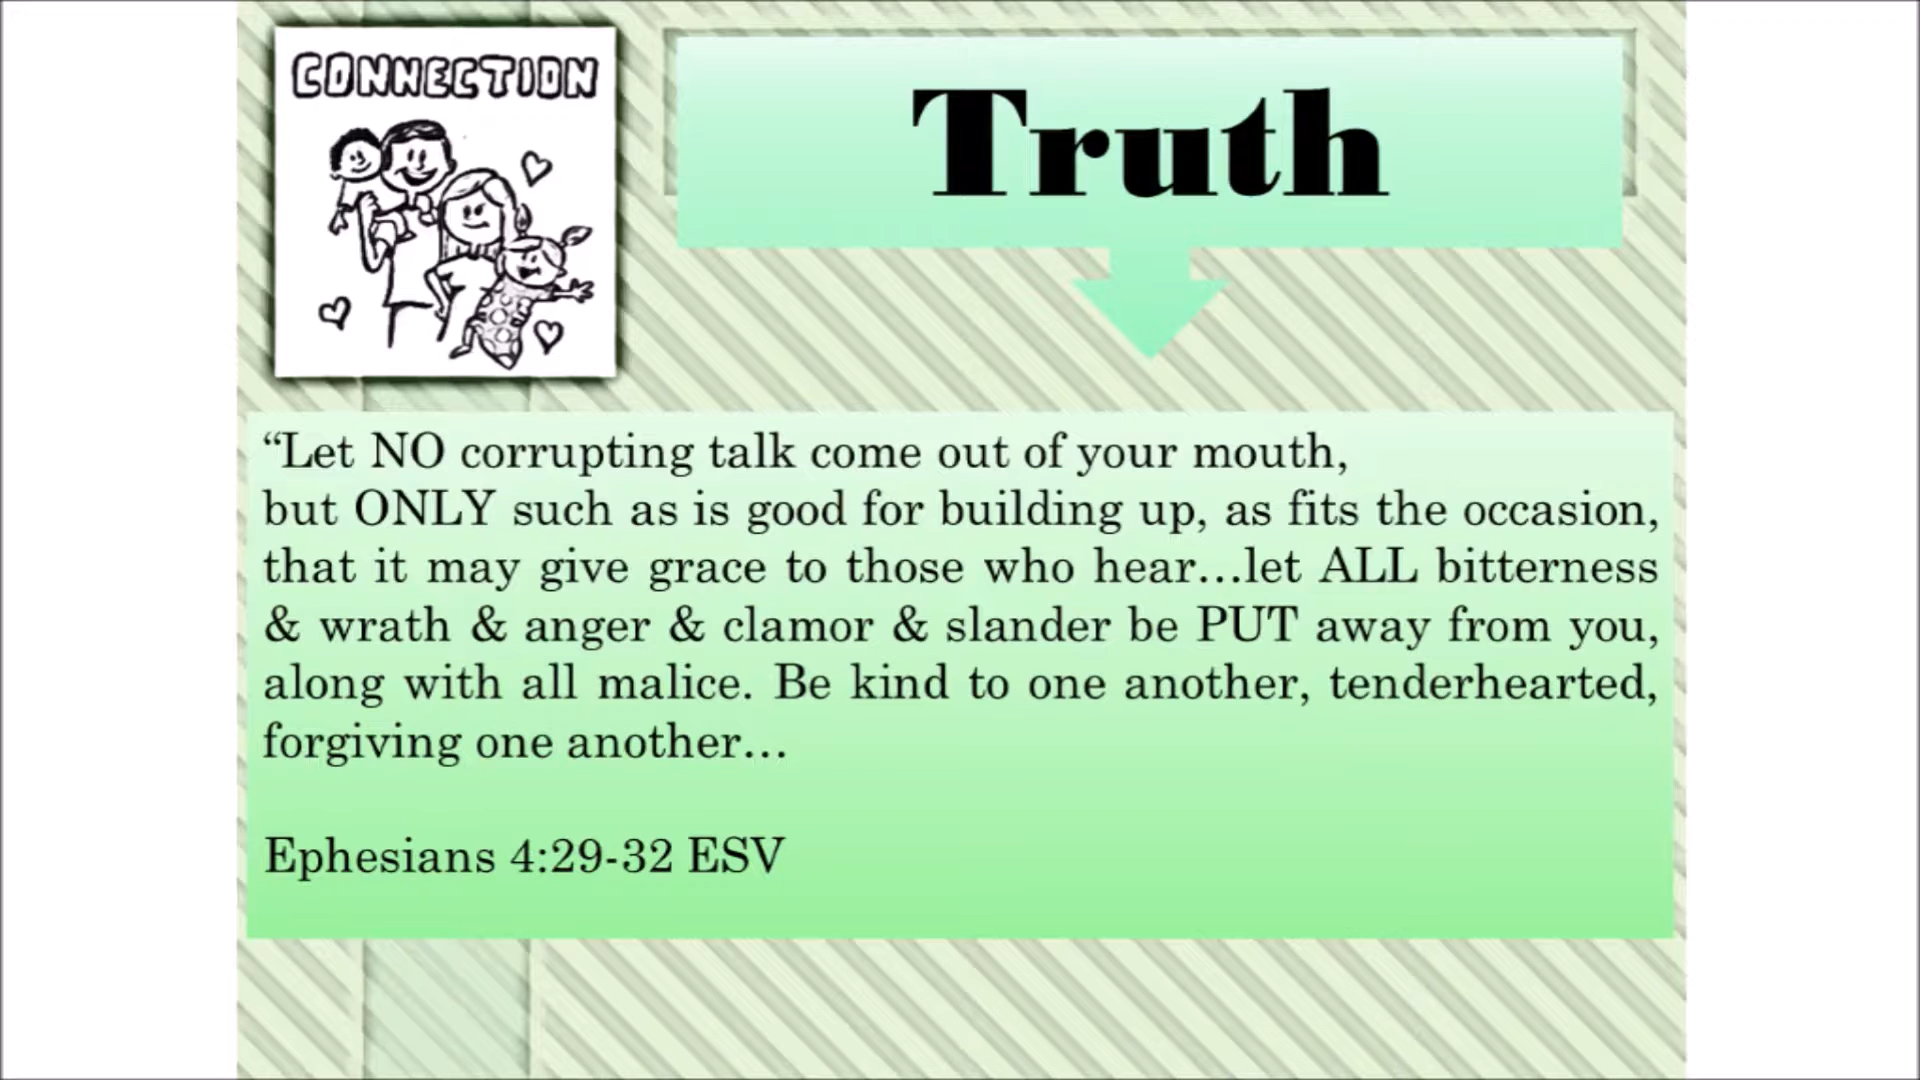 CONNECTION
Truth
“Let NO corrupting talk come out of your mouth,
but ONLY such as is good for building up, as fits the occasion,
that it may give grace to those who hear…let ALL bitterness
& wrath & anger & clamor & slander be PUT away from you,
along with all malice. Be kind to one another, tenderhearted,
forgiving one another…
Ephesians 4:29-32 ESV